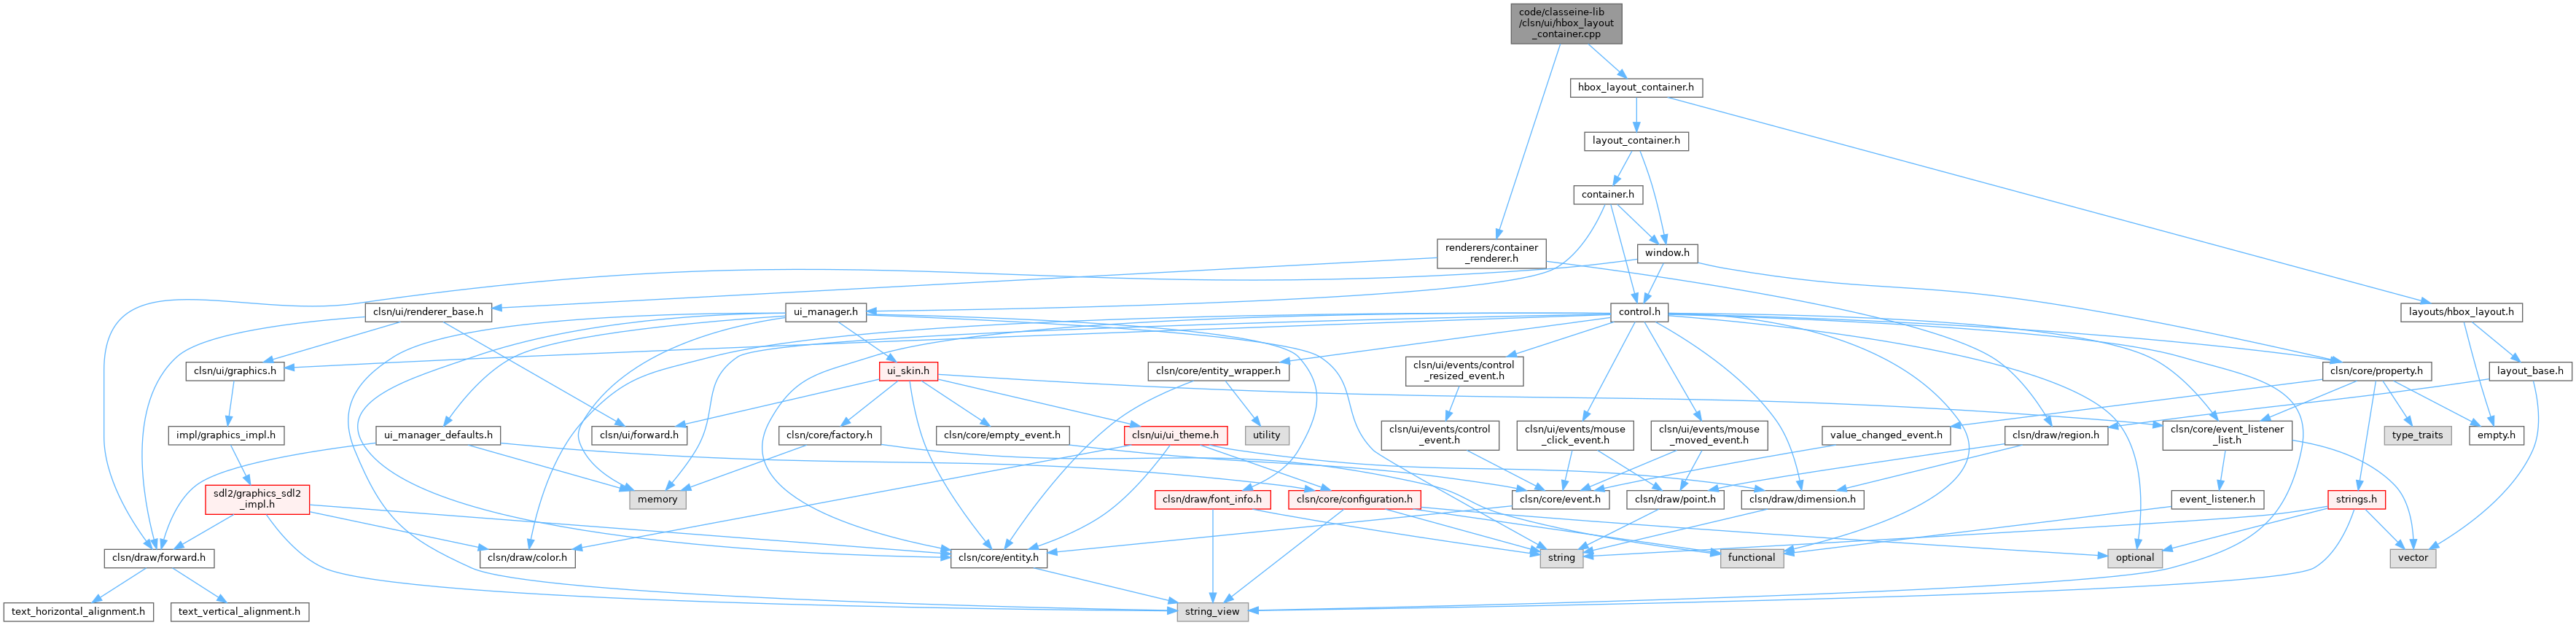 code/classeine-lib
/clsn/ui/hbox_layout
_container.cpp
hbox_layout_container.h
layout_container.h
container.h
renderers/container
_renderer.h
window.h
clsn/ui/renderer_base.h
ui_manager.h
control.h
layouts/hbox_layout.h
clsn/ui/graphics.h
ui_skin.h
clsn/core/entity_wrapper.h
clsn/ui/events/control
_resized_event.h
clsn/core/property.h
layout_base.h
impl/graphics_impl.h
ui_manager_defaults.h
clsn/ui/forward.h
clsn/core/factory.h
clsn/core/empty_event.h
clsn/ui/ui_theme.h
utility
clsn/ui/events/control
_event.h
clsn/ui/events/mouse
_click_event.h
clsn/ui/events/mouse
_moved_event.h
value_changed_event.h
clsn/draw/region.h
clsn/core/event_listener
_list.h
type_traits
empty.h
sdl2/graphics_sdl2
_impl.h
memory
clsn/draw/font_info.h
clsn/core/configuration.h
clsn/core/event.h
clsn/draw/point.h
clsn/draw/dimension.h
event_listener.h
strings.h
clsn/draw/forward.h
clsn/draw/color.h
clsn/core/entity.h
string
functional
optional
vector
text_horizontal_alignment.h
text_vertical_alignment.h
string_view